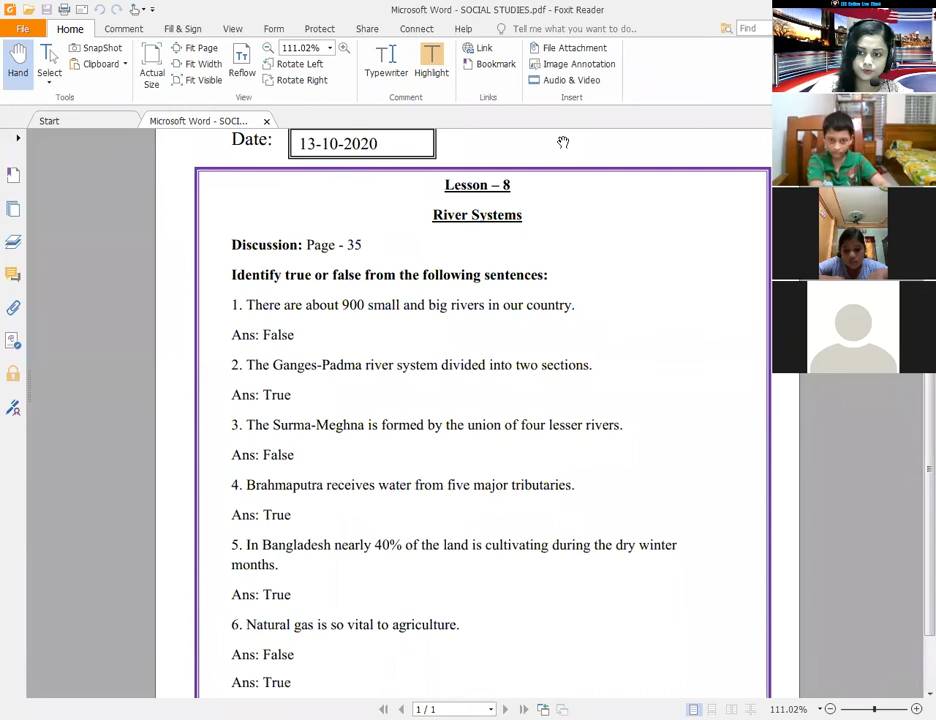 Microsoft Word - SOCIAL STUDIES.pdf - Foxit Reader
File Home Comment Fill & Sign View Form Protect Share Connect Help Tell me what you want to do.. Find
Hand
Select
SnapShot
Clipboard
Tools
Actual Size
Fit Page
Fit Width
Fit Visible
Reflow
111.02%
Rotate Left
Rotate Right
View
Typewriter
Highlight
Comment
Link
Bookmark
Links
File Attachment
Image Annotation
Audio & Video
Insert
Start
Microsoft Word - SOCI...
Date: 13-10-2020
Lesson – 8
River Systems
Discussion: Page - 35
Identify true or false from the following sentences:
1. There are about 900 small and big rivers in our country.
Ans: False
2. The Ganges-Padma river system divided into two sections.
Ans: True
3. The Surma-Meghna is formed by the union of four lesser rivers.
Ans: False
4. Brahmaputra receives water from five major tributaries.
Ans: True
5. In Bangladesh nearly 40% of the land is cultivating during the dry winter
months.
Ans: True
6. Natural gas is so vital to agriculture.
Ans: False
Ans: True
1 / 1
111.02%